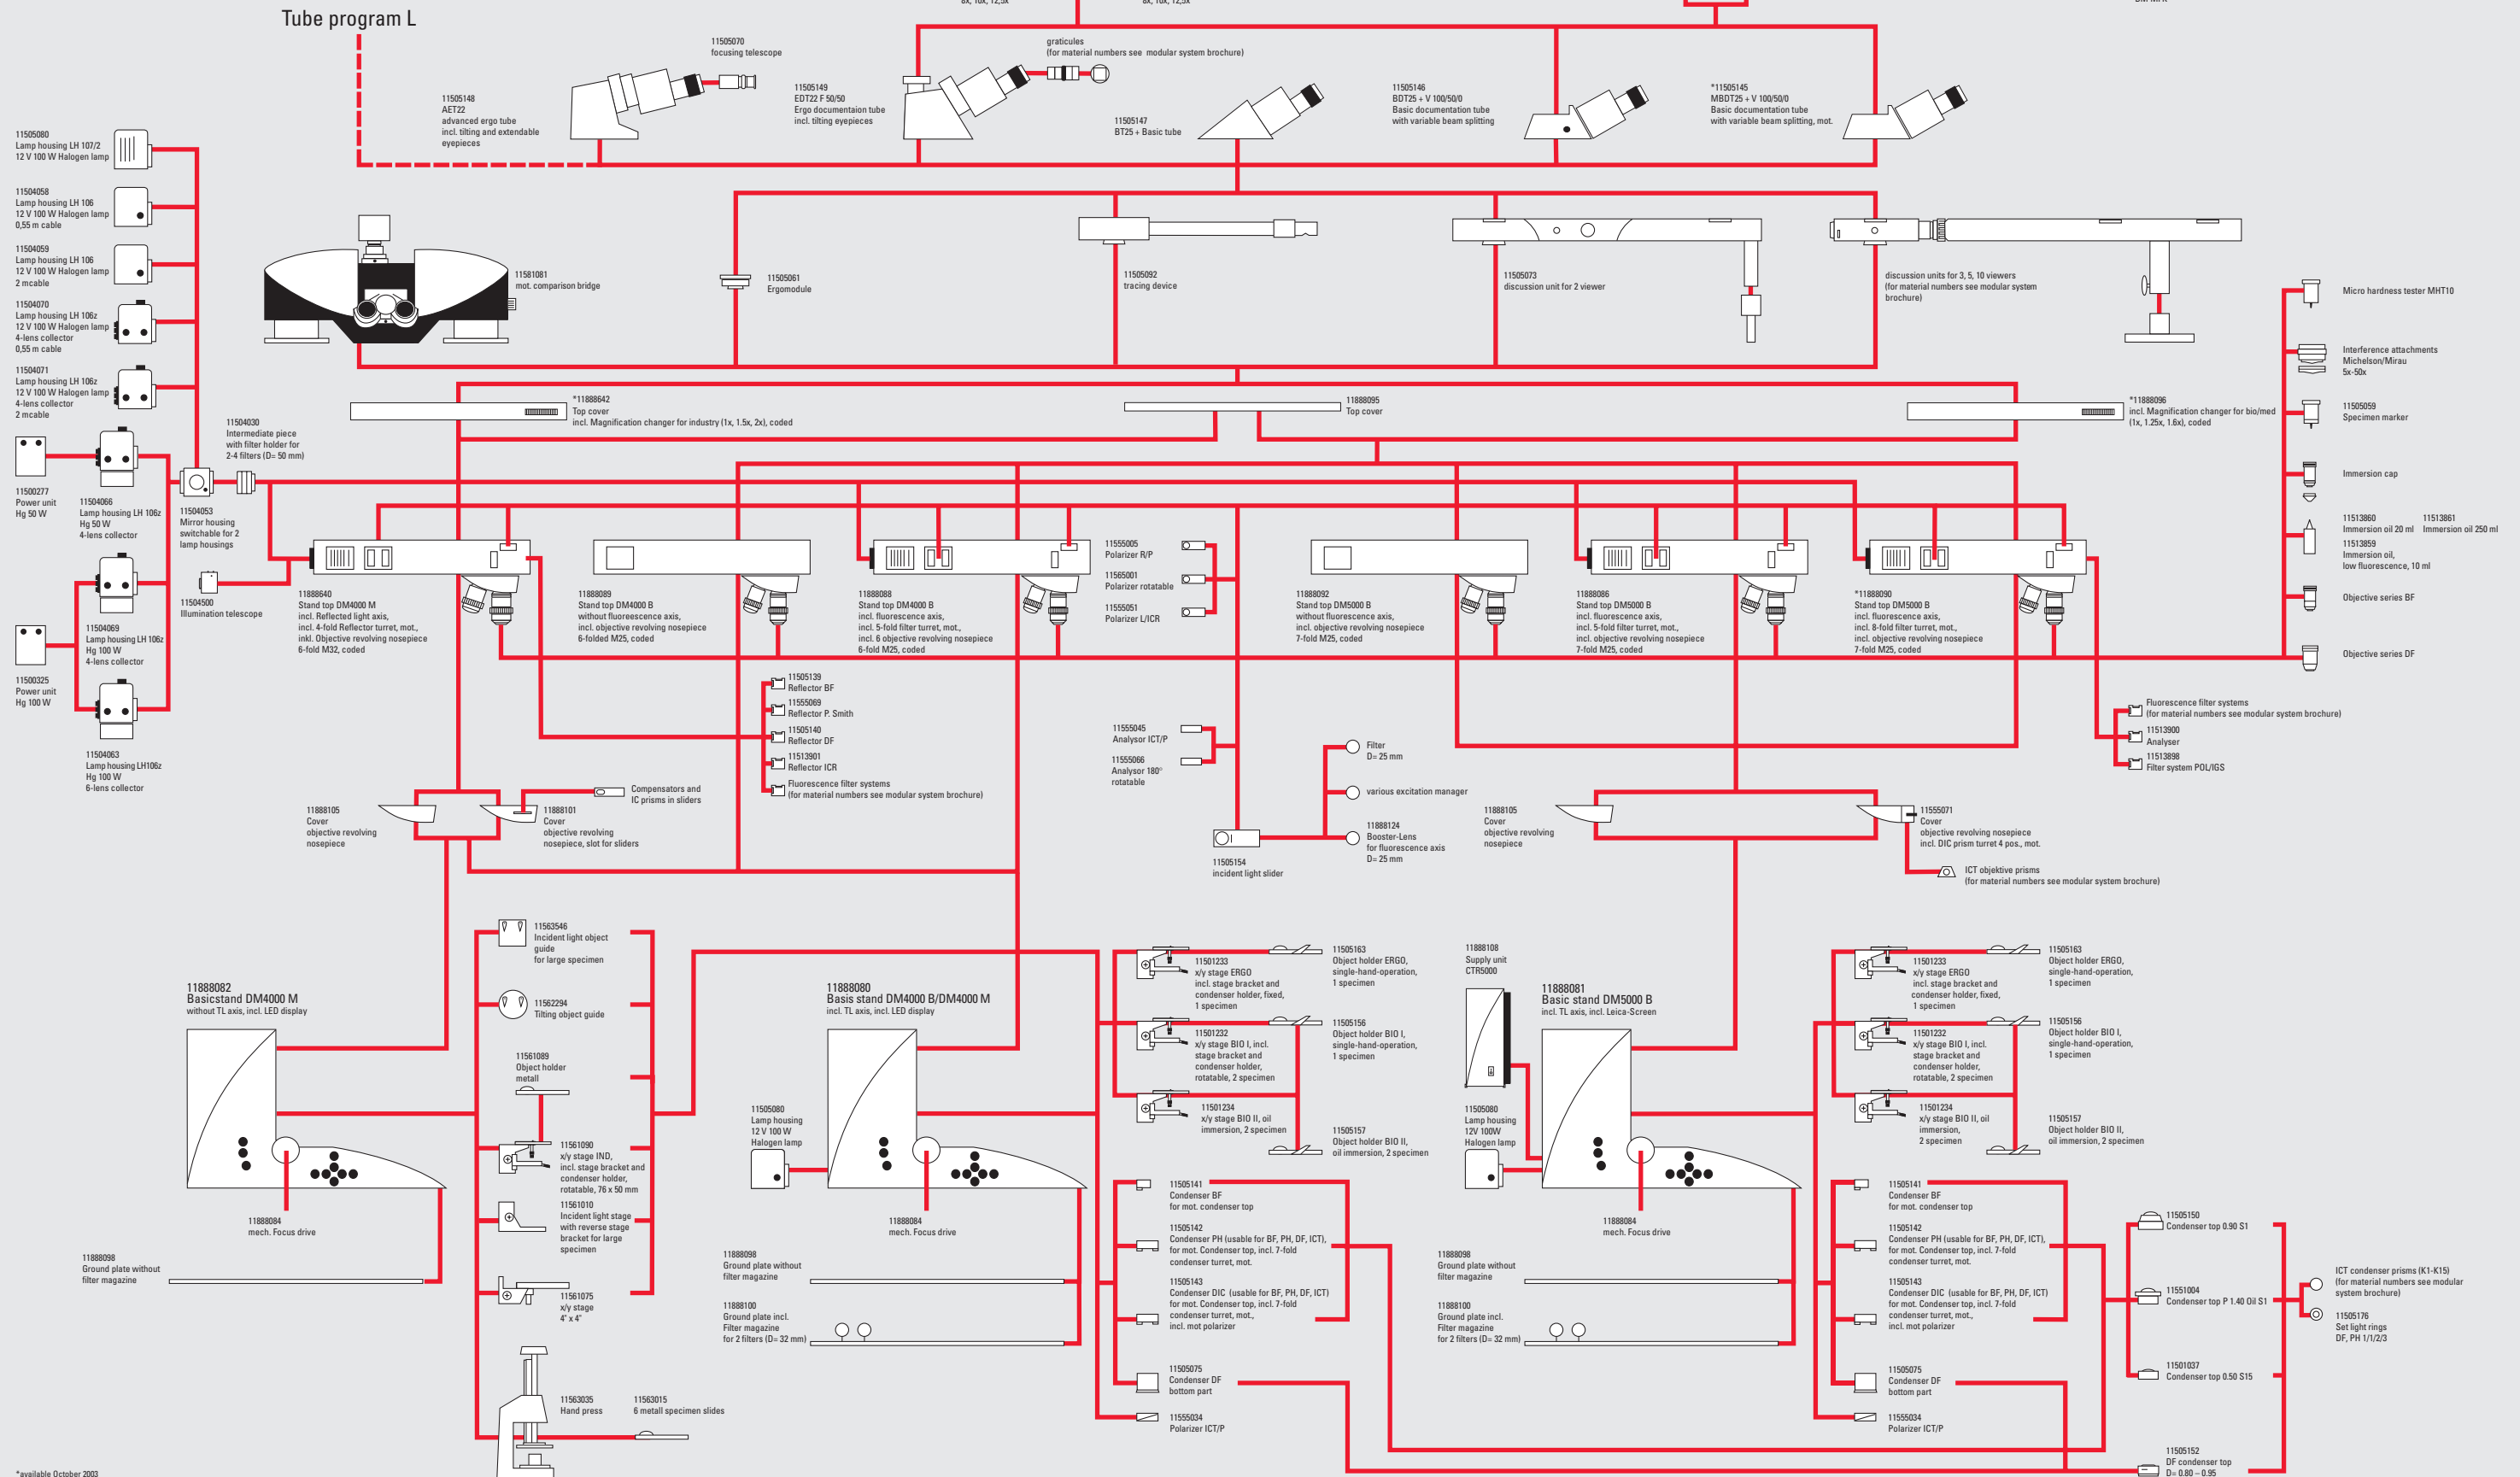 8x, 10x, 12,5x
8x, 10x, 12,5x
DM MFK
Tube program L
11505070
focusing telescope
graticules
(for material numbers see modular system brochure)
11505148
AET22
advanced ergo tube
incl. tilting and extendable
eyepieces
11505149
EDT22 F 50/50
Ergo documentaion tube
incl. tilting eyepieces
11505147
BT25 + Basic tube
11505146
BDT25 + V 100/50/0
Basic documentation tube
with variable beam splitting
*11505145
MBDT25 + V 100/50/0
Basic documentation tube
with variable beam splitting, mot.
11505080
Lamp housing LH 107/2
12 V 100 W Halogen lamp
11504058
Lamp housing LH 106
12 V 100 W Halogen lamp
0,55 m cable
11504059
Lamp housing LH 106
12 V 100 W Halogen lamp
2 mcable
11504070
Lamp housing LH 106z
12 V 100 W Halogen lamp
4-lens collector
0,55 m cable
11504071
Lamp housing LH 106z
12 V 100 W Halogen lamp
4-lens collector
2 mcable
11581081
mot. comparison bridge
11505061
Ergomodule
11505092
tracing device
11505073
discussion unit for 2 viewer
discussion units for 3, 5, 10 viewers
(for material numbers see modular system
brochure)
Micro hardness tester MHT10
Interference attachments
Michelson/Mirau
5x-50x
11505059
Specimen marker
Immersion cap
11513860
Immersion oil 20 ml
11513861
Immersion oil 250 ml
11513859
Immersion oil,
low fluorescence, 10 ml
Objective series BF
Objective series DF
*11888642
Top cover
incl. Magnification changer for industry (1x, 1.5x, 2x), coded
11888095
Top cover
*11888096
incl. Magnification changer for bio/med
(1x, 1.25x, 1.6x), coded
11504030
Intermediate piece
with filter holder for
2-4 filters (D= 50 mm)
11500277
Power unit
Hg 50 W
11504066
Lamp housing LH 106z
Hg 50 W
4-lens collector
11504053
Mirror housing
switchable for 2
lamp housings
11504500
Illumination telescope
11504069
Lamp housing LH 106z
Hg 100 W
4-lens collector
11500325
Power unit
Hg 100 W
11504063
Lamp housing LH106z
Hg 100 W
6-lens collector
11888640
Stand top DM4000 M
incl. Reflected light axis,
incl. 4-fold Reflector turret, mot.,
inkl. Objective revolving nosepiece
6-fold M32, coded
11888089
Stand top DM4000 B
without fluoreescence axis,
incl. objective revolving nosepiece
6-folded M25, coded
11888088
Stand top DM4000 B
incl. fluorescence axis,
incl. 5-fold filter turret, mot.,
incl. 6 objective revolving nosepiece
6-fold M25, coded
11555005
Polarizer R/P
11565001
Polarizer rotatable
11555051
Polarizer L/ICR
11888092
Stand top DM5000 B
without fluorescence axis,
incl. objective revolving nosepiece
7-fold M25, coded
11888086
Stand top DM5000 B
incl. fluorescence axis,
incl. 5-fold filter turret, mot.,
incl. objective revolving nosepiece
7-fold M25, coded
*11888090
Stand top DM5000 B
incl. fluorescence axis,
incl. 8-fold filter turret, mot.,
incl. objective revolving nosepiece
7-fold M25, coded
11505139
Reflector BF
11555069
Reflector P. Smith
11505140
Reflector DF
11513901
Reflector ICR
Fluorescence filter systems
(for material numbers see modular system brochure)
11555045
Analysor ICT/P
11555066
Analysor 180°
rotatable
Filter
D= 25 mm
various excitation manager
11888124
Booster-Lens
for fluorescence axis
D= 25 mm
11505154
incident light slider
Fluorescence filter systems
(for material numbers see modular system brochure)
11513900
Analyser
11513898
Filter system POL/IGS
11888105
Cover
objective revolving
nosepiece
11888101
Cover
objective revolving
nosepiece, slot for sliders
Compensators and
IC prisms in sliders
11888105
Cover
objective revolving
nosepiece
11555071
Cover
objective revolving nosepiece
incl. DIC prism turret 4 pos., mot.
ICT objektive prisms
(for material numbers see modular system brochure)
11888082
Basicstand DM4000 M
without TL axis, incl. LED display
11888084
mech. Focus drive
11888098
Ground plate without
filter magazine
11563546
Incident light object
guide
for large specimen
11562294
Tilting object guide
11561089
Object holder
metall
11561090
x/y stage IND,
incl. stage bracket and
condenser holder,
rotatable, 76 x 50 mm
11561010
Incident light stage
with reverse stage
bracket for large
specimen
11561075
x/y stage
4" x 4"
11563035
Hand press
11563015
6 metall specimen slides
11888080
Basis stand DM4000 B/DM4000 M
incl. TL axis, incl. LED display
11505080
Lamp housing
12 V 100 W
Halogen lamp
11888084
mech. Focus drive
11888098
Ground plate without
filter magazine
11888100
Ground plate incl.
Filter magazine
for 2 filters (D= 32 mm)
11501233
x/y stage ERGO
incl. stage bracket and
condenser holder, fixed,
1 specimen
11501232
x/y stage BIO I, incl.
stage bracket and
condenser holder,
rotatable, 2 specimen
11501234
x/y stage BIO II, oil
immersion, 2 specimen
11505163
Object holder ERGO,
single-hand-operation,
1 specimen
11505156
Object holder BIO I,
single-hand-operation,
1 specimen
11505157
Object holder BIO II,
oil immersion, 2 specimen
11505141
Condenser BF
for mot. condenser top
11505142
Condenser PH (usable for BF, PH, DF, ICT),
for mot. Condenser top, incl. 7-fold
condenser turret, mot.
11505143
Condenser DIC (usable for BF, PH, DF, ICT)
for mot. Condenser top, incl. 7-fold
condenser turret, mot.,
incl. mot polarizer
11505075
Condenser DF
bottom part
11555034
Polarizer ICT/P
11888108
Supply unit
CTR5000
11888081
Basic stand DM5000 B
incl. TL axis, incl. Leica-Screen
11505080
Lamp housing
12V 100W
Halogen lamp
11888084
mech. Focus drive
11888098
Ground plate without
filter magazine
11888100
Ground plate incl.
Filter magazine
for 2 filters (D= 32 mm)
11501233
x/y stage ERGO
incl. stage bracket and
condenser holder, fixed,
1 specimen
11501232
x/y stage BIO I, incl.
stage bracket and
condenser holder,
rotatable, 2 specimen
11501234
x/y stage BIO II, oil
immersion,
2 specimen
11505163
Object holder ERGO,
single-hand-operation,
1 specimen
11505156
Object holder BIO I,
single-hand-operation,
1 specimen
11505157
Object holder BIO II,
oil immersion, 2 specimen
11505141
Condenser BF
for mot. condenser top
11505142
Condenser PH (usable for BF, PH, DF, ICT),
for mot. Condenser top, incl. 7-fold
condenser turret, mot.
11505143
Condenser DIC (usable for BF, PH, DF, ICT)
for mot. Condenser top, incl. 7-fold
condenser turret, mot.,
incl. mot polarizer
11505075
Condenser DF
bottom part
11555034
Polarizer ICT/P
11505150
Condenser top 0.90 S1
11551004
Condenser top P 1.40 Oil S1
11501037
Condenser top 0.50 S15
ICT condenser prisms (K1-K15)
(for material numbers see modular
system brochure)
11505176
Set light rings
DF, PH 1/1/2/3
11505152
DF condenser top
D= 0.80 – 0.95
*available October 2003